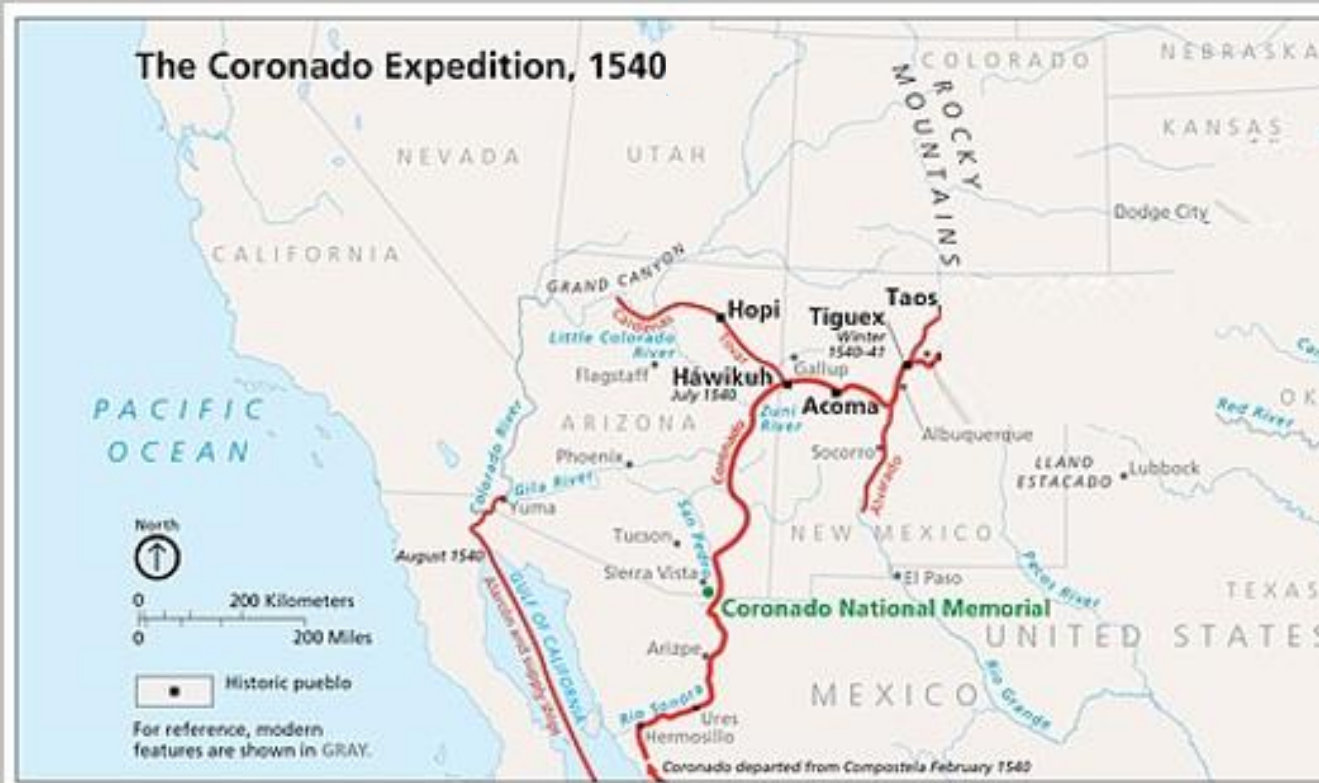 The Coronado Expedition, 1540
COLORADO
NEBRASKA
ROCKY
MOUNTAINS
KANSAS
NEVADA
UTAH
Dodge City
CALIFORNIA
GRAND CANYON
Taos
Hopi
Tiguex
Winter
1540-41
Cardenas
Tovar
Little Colorado
River
Gallup
Flagstaff
Háwikuh
July 1540
Acoma
Zuni
River
PACIFIC
OCEAN
ARIZONA
Red River
OK
Albuquerque
Colorado River
Phoenix
Coronado
Socorro
LLANO
ESTACADO
Lubbock
Gila River
Yuma
Alvarado
San Pedro
NEW MEXICO
North
Tucson
August 1540
Sierra Vista
El Paso
Pecos River
TEXAS
0 200 Kilometers
0 200 Miles
GULF OF CALIFORNIA
Alarcón and supply ships
Coronado National Memorial
UNITED STATES
Arizpe
Historic pueblo
Rio Sonora
MEXICO
Rio Grande
Ures
Hermosillo
For reference, modern
features are shown in GRAY.
Coronado departed from Compostela February 1540